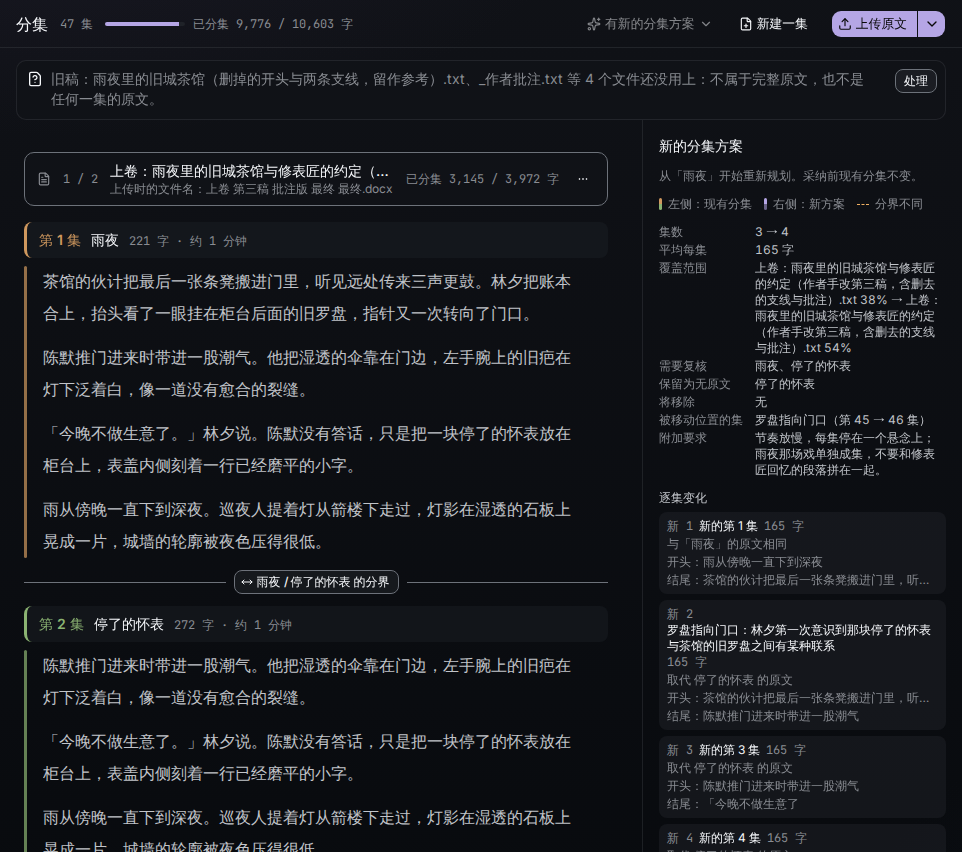 分集 47 集 已分集 9,776 / 10,603 字 有新的分集方案 新建一集 上传原文
旧稿：雨夜里的旧城茶馆（删掉的开头与两条支线，留作参考）.txt、_作者批注.txt 等 4 个文件还没用上：不属于完整原文，也不是
任何一集的原文。
处理
1 / 2 上卷：雨夜里的旧城茶馆与修表匠的约定（… 已分集 3,145 / 3,972 字 …
上传时的文件名：上卷 第三稿 批注版 最终 最终.docx
第 1 集 雨夜 221 字 · 约 1 分钟
茶馆的伙计把最后一张条凳搬进门里，听见远处传来三声更鼓。林夕把账本
合上，抬头看了一眼挂在柜台后面的旧罗盘，指针又一次转向了门口。
陈默推门进来时带进一股潮气。他把湿透的伞靠在门边，左手腕上的旧疤在
灯下泛着白，像一道没有愈合的裂缝。
「今晚不做生意了。」林夕说。陈默没有答话，只是把一块停了的怀表放在
柜台上，表盖内侧刻着一行已经磨平的小字。
雨从傍晚一直下到深夜。巡夜人提着灯从箭楼下走过，灯影在湿透的石板上
晃成一片，城墙的轮廓被夜色压得很低。
雨夜 / 停了的怀表 的分界
第 2 集 停了的怀表 272 字 · 约 1 分钟
陈默推门进来时带进一股潮气。他把湿透的伞靠在门边，左手腕上的旧疤在
灯下泛着白，像一道没有愈合的裂缝。
「今晚不做生意了。」林夕说。陈默没有答话，只是把一块停了的怀表放在
柜台上，表盖内侧刻着一行已经磨平的小字。
雨从傍晚一直下到深夜。巡夜人提着灯从箭楼下走过，灯影在湿透的石板上
晃成一片，城墙的轮廓被夜色压得很低。
新的分集方案
从「雨夜」开始重新规划。采纳前现有分集不变。
左侧：现有分集 右侧：新方案 分界不同
集数 3 → 4
平均每集 165 字
覆盖范围 上卷：雨夜里的旧城茶馆与修表匠
的约定（作者手改第三稿，含删去
的支线与批注）.txt 38% → 上卷：
雨夜里的旧城茶馆与修表匠的约定
（作者手改第三稿，含删去的支线
与批注）.txt 54%
需要复核 雨夜、停了的怀表
保留为无原文 停了的怀表
将移除 无
被移动位置的集 罗盘指向门口（第 45 → 46 集）
附加要求 节奏放慢，每集停在一个悬念上；
雨夜那场戏单独成集，不要和修表
匠回忆的段落拼在一起。
逐集变化
新 1 新的第 1 集 165 字
与「雨夜」的原文相同
开头：雨从傍晚一直下到深夜
结尾：茶馆的伙计把最后一张条凳搬进门里，听…
新 2
罗盘指向门口：林夕第一次意识到那块停了的怀表
与茶馆的旧罗盘之间有某种联系
165 字
取代 停了的怀表 的原文
开头：茶馆的伙计把最后一张条凳搬进门里，听…
结尾：陈默推门进来时带进一股潮气
新 3 新的第 3 集 165 字
取代 停了的怀表 的原文
开头：陈默推门进来时带进一股潮气
结尾：「今晚不做生意了
新 4 新的第 4 集 165 字